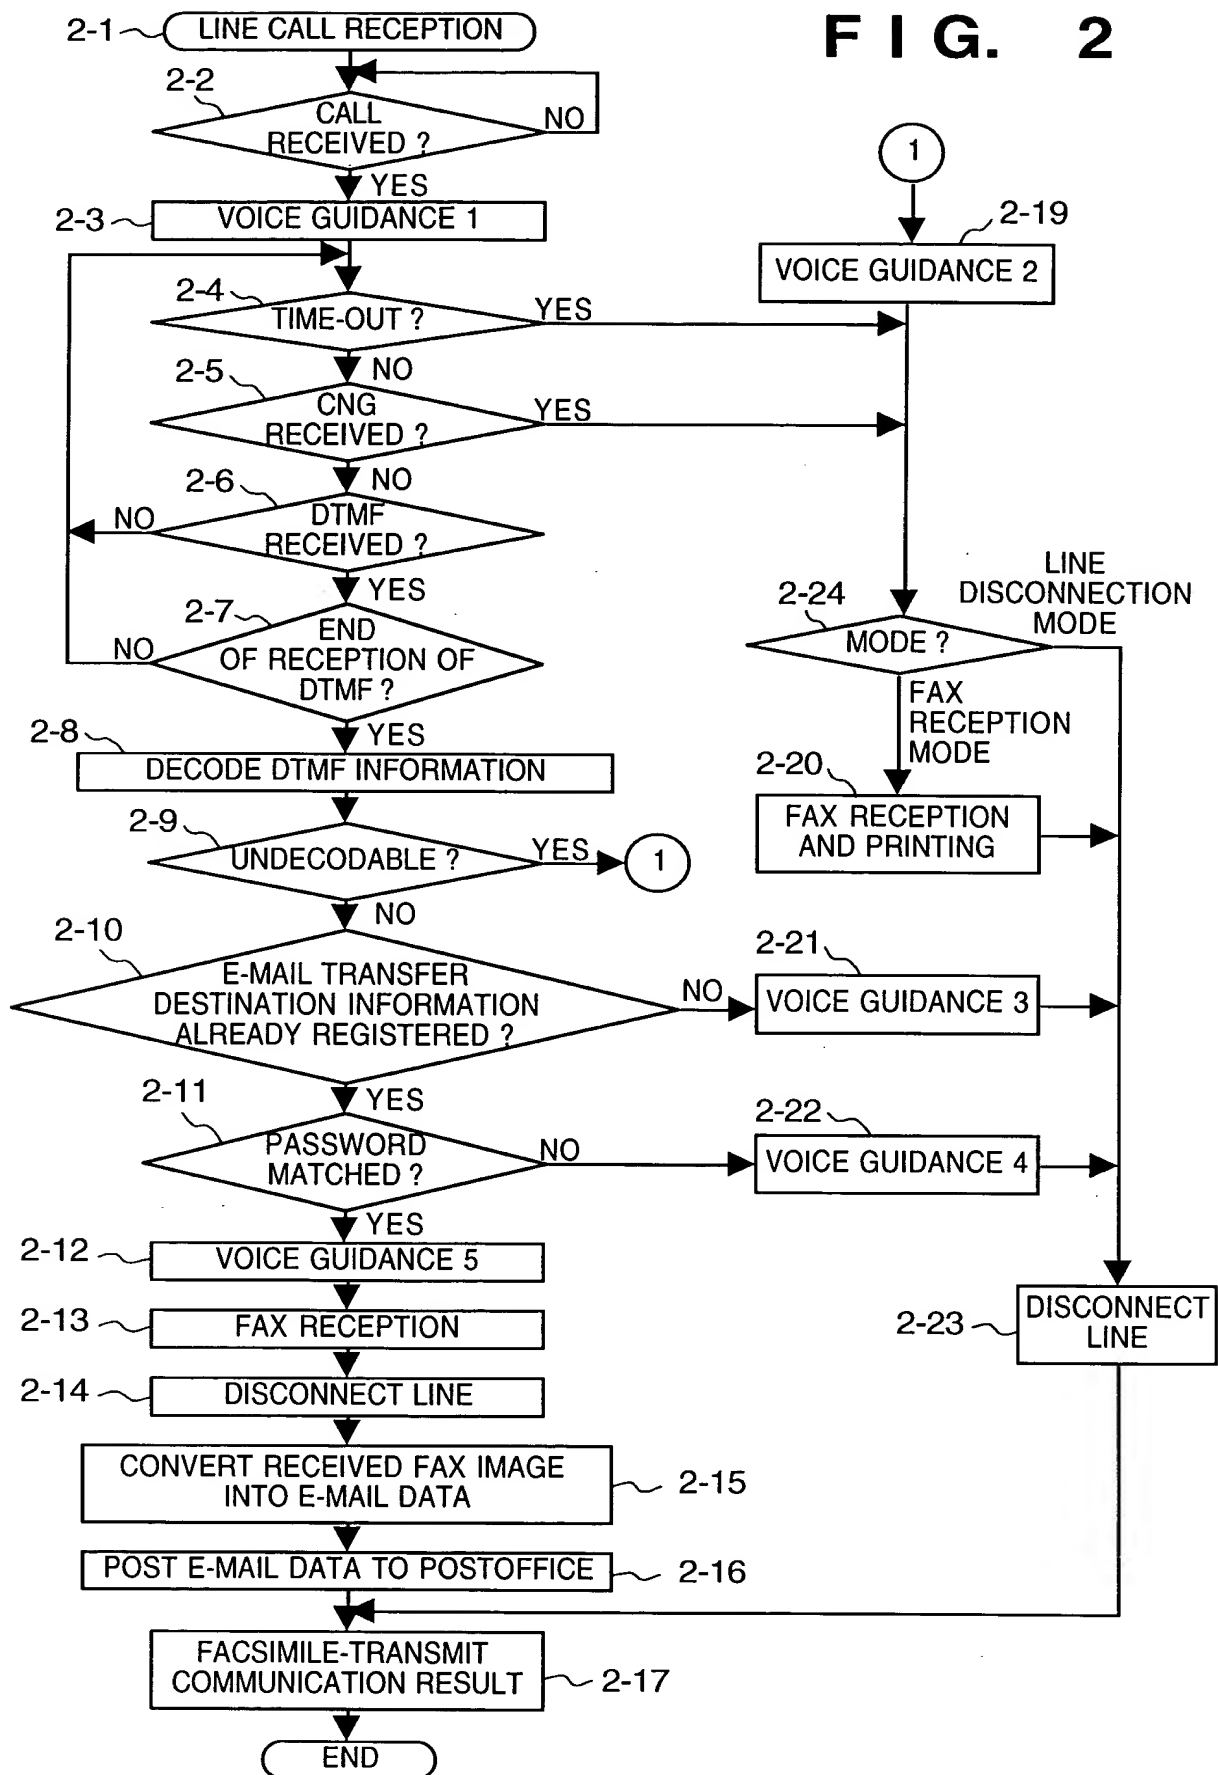 FIG. 2
2-1
LINE CALL RECEPTION
2-2
CALL
RECEIVED ?
NO
YES
2-3
VOICE GUIDANCE 1
2-4
TIME-OUT ?
YES
NO
2-5
CNG
RECEIVED ?
YES
NO
2-6
DTMF
RECEIVED ?
NO
YES
2-7
END
OF RECEPTION OF
DTMF ?
NO
YES
2-8
DECODE DTMF INFORMATION
2-9
UNDECODABLE ?
YES
1
NO
2-10
E-MAIL TRANSFER
DESTINATION INFORMATION
ALREADY REGISTERED ?
NO
YES
2-11
PASSWORD
MATCHED ?
NO
YES
2-12
VOICE GUIDANCE 5
2-13
FAX RECEPTION
2-14
DISCONNECT LINE
CONVERT RECEIVED FAX IMAGE
INTO E-MAIL DATA
2-15
POST E-MAIL DATA TO POSTOFFICE
2-16
FACSIMILE-TRANSMIT
COMMUNICATION RESULT
2-17
END
1
2-19
VOICE GUIDANCE 2
2-24
MODE ?
LINE
DISCONNECTION
MODE
FAX
RECEPTION
MODE
2-20
FAX RECEPTION
AND PRINTING
2-21
VOICE GUIDANCE 3
2-22
VOICE GUIDANCE 4
2-23
DISCONNECT
LINE